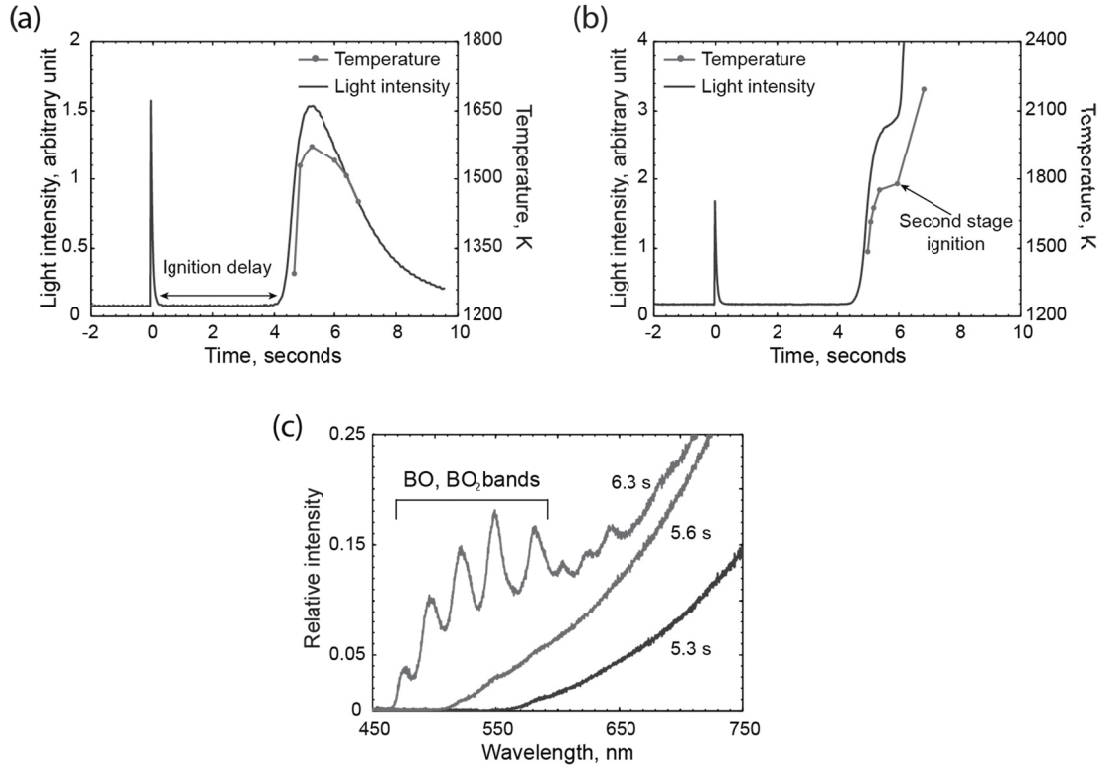 (a)
Light intensity, arbitrary unit
2
1.5
1
0.5
0
1800
1650
1500
1350
1200
Temperature, K
Temperature
Light intensity
Ignition delay
-2 0 2 4 6 8 10
Time, seconds
(b)
Light intensity, arbitrary unit
4
3
2
1
0
2400
2100
1800
1500
1200
Temperature, K
Temperature
Light intensity
Second stage
ignition
-2 0 2 4 6 8 10
Time, seconds
(c)
Relative intensity
0.25
0.15
0.05
0
BO, BO2 bands
6.3 s
5.6 s
5.3 s
450 550 650 750
Wavelength, nm